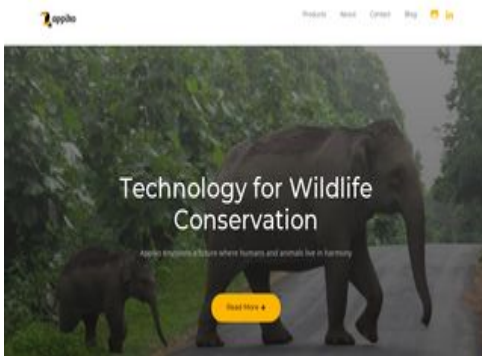 appiko
Products About Contact Blog
Technology for Wildlife
Conservation
Appiko envisions a future where humans and animals live in harmony
Read More